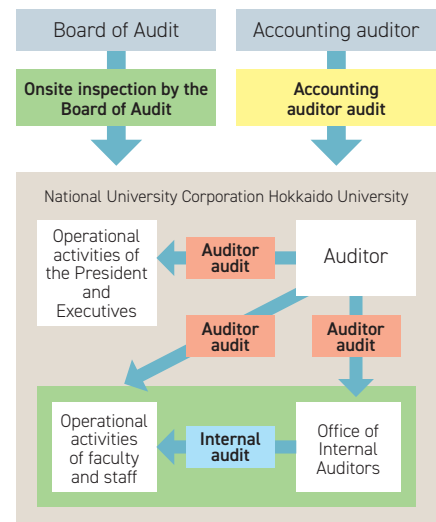 Board of Audit
Accounting auditor
Onsite inspection by the
Board of Audit
Accounting
auditor audit
National University Corporation Hokkaido University
Operational
activities of
the President
and
Executives
Auditor
audit
Auditor
Auditor
audit
Auditor
audit
Operational
activities
of faculty
and staff
Internal
audit
Office of
Internal
Auditors